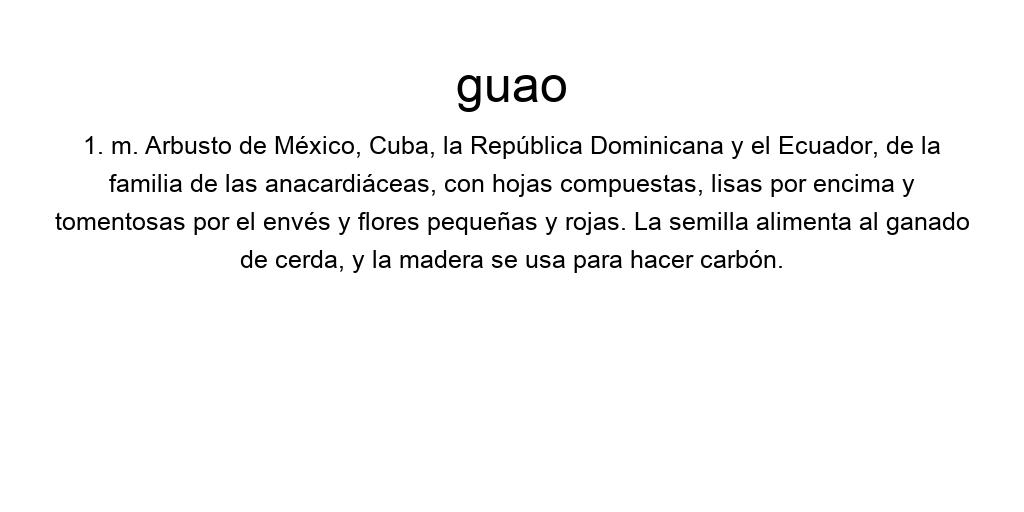 guao
1. m. Arbusto de México, Cuba, la República Dominicana y el Ecuador, de la
familia de las anacardiáceas, con hojas compuestas, lisas por encima y
tomentosas por el envés y flores pequeñas y rojas. La semilla alimenta al ganado
de cerda, y la madera se usa para hacer carbón.